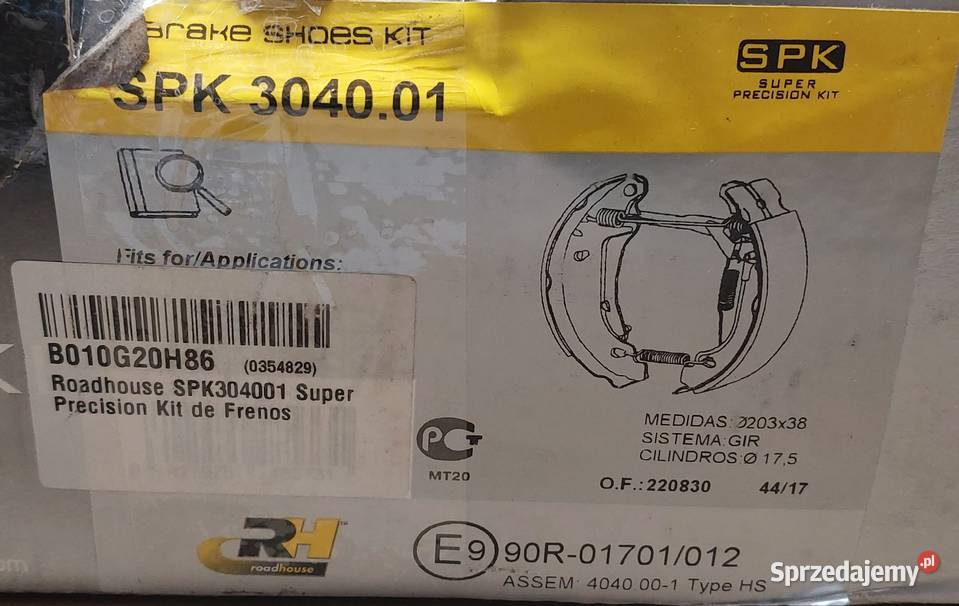 BRAKE SHOES KIT
SPK 3040.01
SPK
SUPER
PRECISION KIT
Fits for/Applications:
B010G20H86 (0354829)
Roadhouse SPK304001 Super
Precision Kit de Frenos
MT20
MEDIDAS: Ø203x38
SISTEMA:GIR
CILINDROS:Ø 17,5
O.F.:220830 44/17
RH™
roadhouse
E9 90R-01701/012
ASSEM: 4040.00-1 Type HS
Sprzedajemy.pl